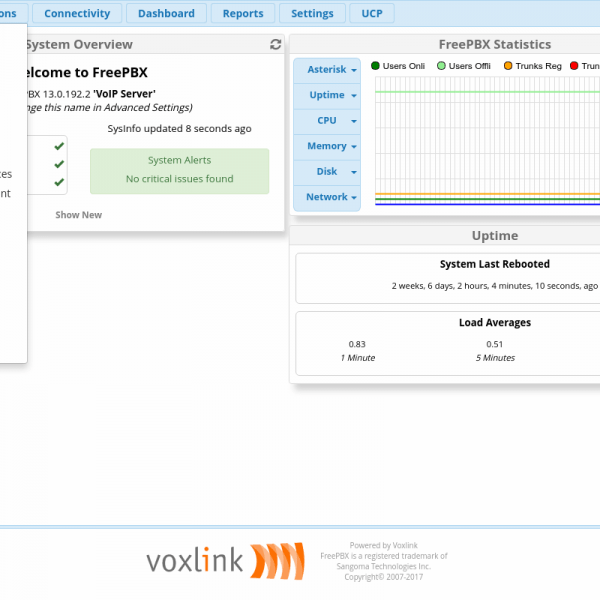 ons Connectivity Dashboard Reports Settings UCP
System Overview
elcome to FreePBX
BX 13.0.192.2 'VoIP Server'
nge this name in Advanced Settings)
SysInfo updated 8 seconds ago
System Alerts
No critical issues found
ces
nt
Show New
FreePBX Statistics
Asterisk
Uptime
CPU
Memory
Disk
Network
Users Onli Users Offli Trunks Reg Trun
Uptime
System Last Rebooted
2 weeks, 6 days, 2 hours, 4 minutes, 10 seconds, ago
Load Averages
0.83 0.51
1 Minute 5 Minutes
voxlink
Powered by Voxlink
FreePBX is a registered trademark of
Sangoma Technologies Inc.
Copyright© 2007-2017